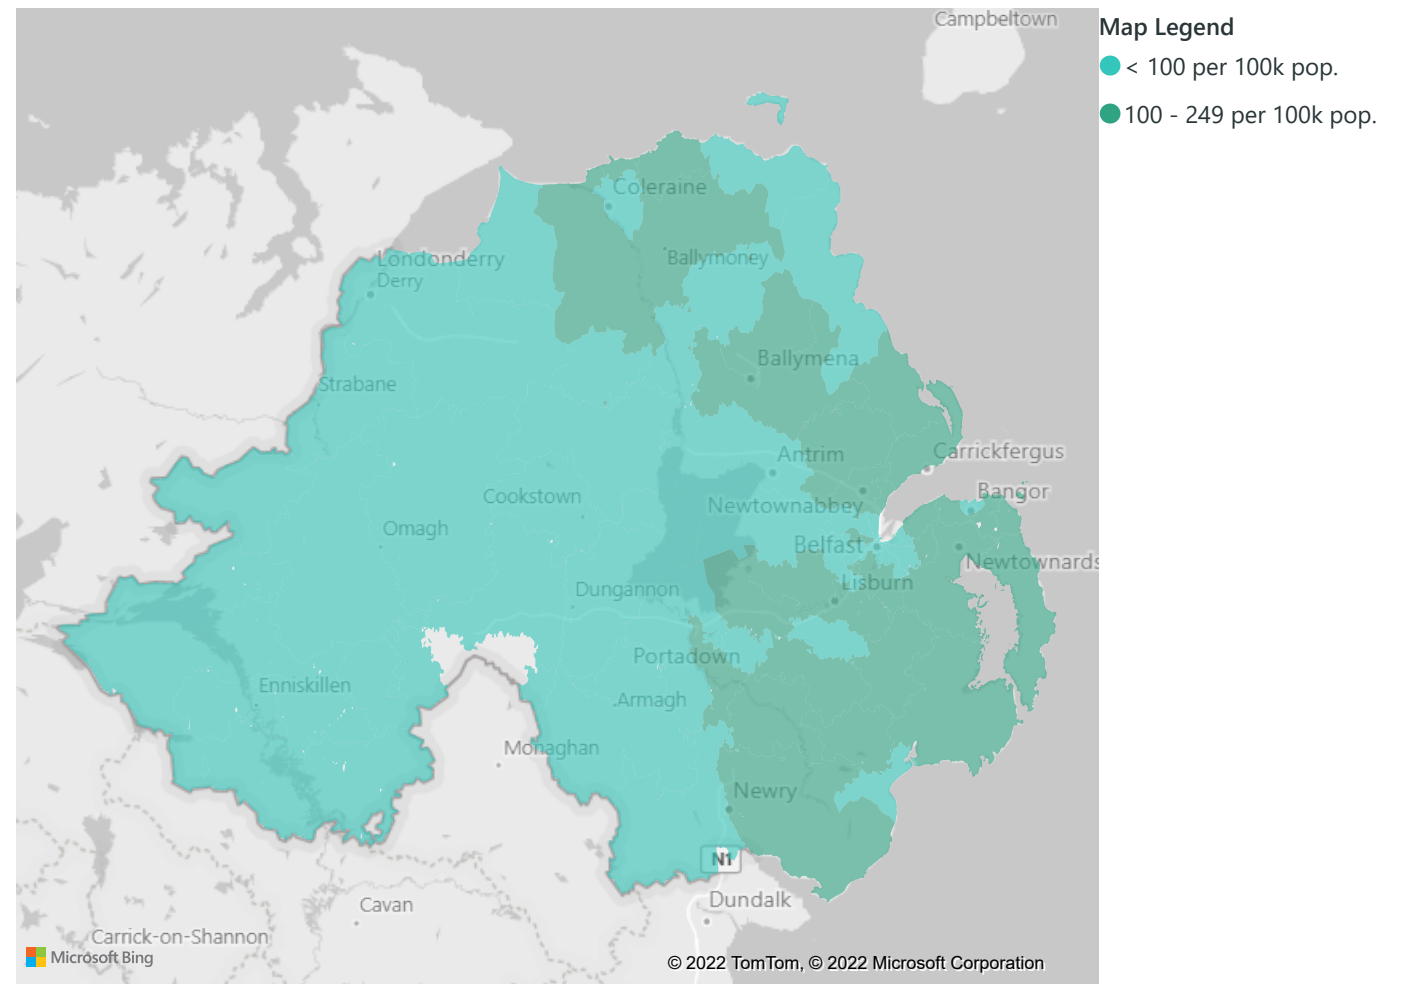 Campbeltown
Map Legend
< 100 per 100k pop.
100 - 249 per 100k pop.
Coleraine
Londonderry
Derry
Ballymoney
Ballymena
Strabane
Antrim
Carrickfergus
Cookstown
Bangor
Newtownabbey
Omagh
Belfast
Newtownards
Dungannon
Lisburn
Portadown
Enniskillen
Armagh
Monaghan
Newry
N1
Dundalk
Cavan
Carrick-on-Shannon
Microsoft Bing
© 2022 TomTom, © 2022 Microsoft Corporation